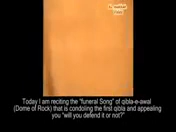 Today I am reciting the "funeral Song" of qibla-e-awal
(Dome of Rock) that is condoling the first qibla and appealing
you "will you defend it or not?"